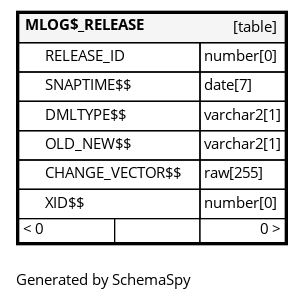 MLOG$_RELEASE [table]
RELEASE_ID number[0]
SNAPTIME$$ date[7]
DMLTYPE$$ varchar2[1]
OLD_NEW$$ varchar2[1]
CHANGE_VECTOR$$ raw[255]
XID$$ number[0]
< 0 0 >
Generated by SchemaSpy